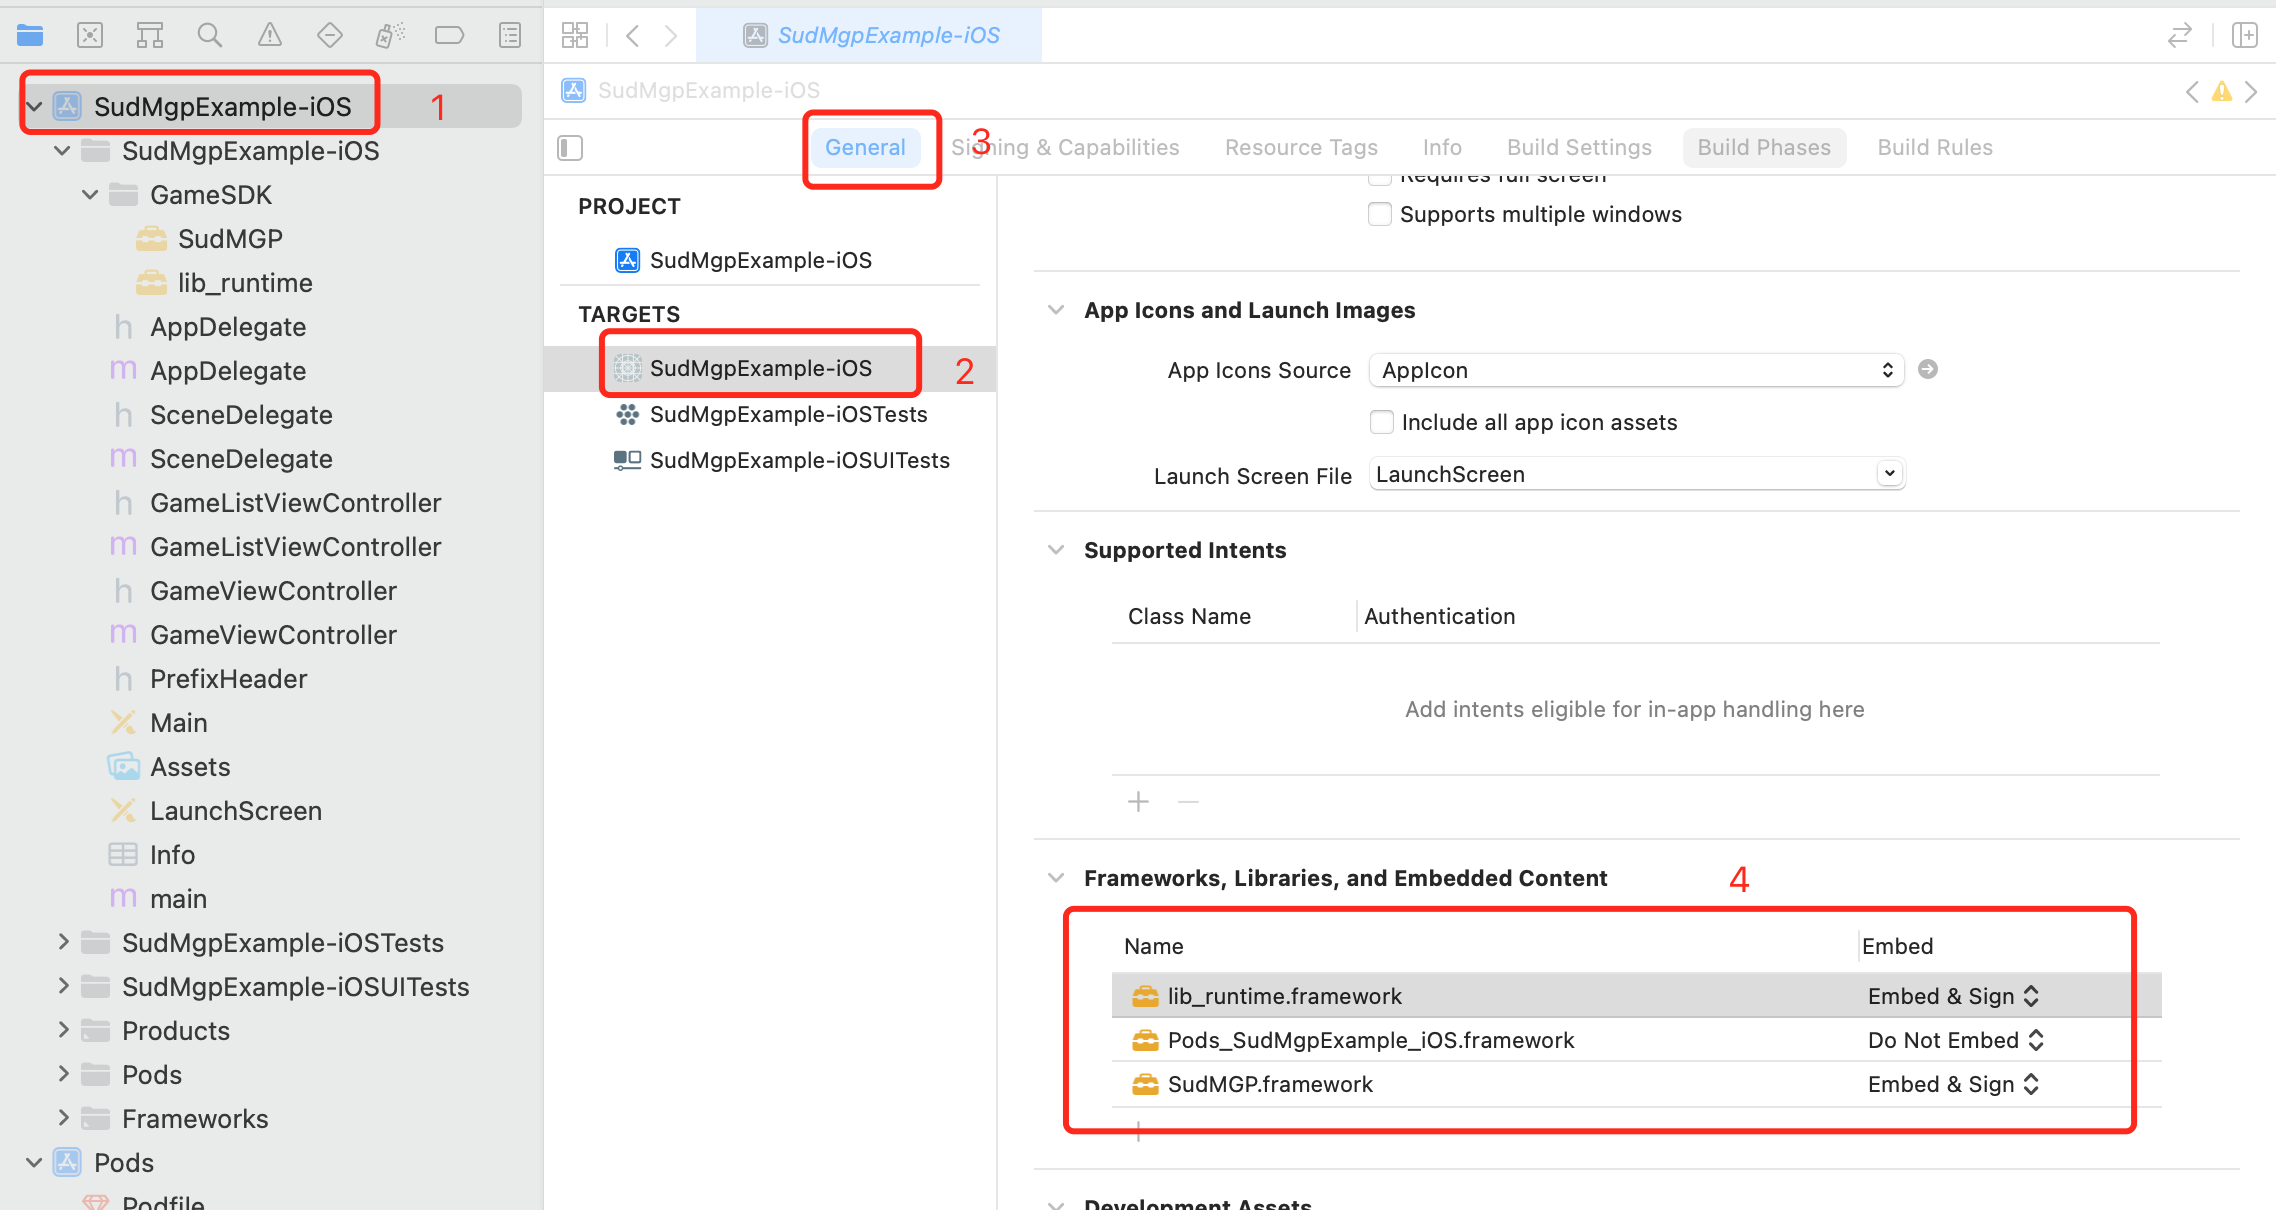 SudMgpExample-iOS
1
SudMgpExample-iOS
GameSDK
SudMGP
lib_runtime
h AppDelegate
m AppDelegate
h SceneDelegate
m SceneDelegate
h GameListViewController
m GameListViewController
h GameViewController
m GameViewController
h PrefixHeader
Main
Assets
LaunchScreen
Info
m main
SudMgpExample-iOSTests
SudMgpExample-iOSUITests
Products
Pods
Frameworks
Pods
Podfile
SudMgpExample-iOS
SudMgpExample-iOS
General
3
Signing & Capabilities
Resource Tags
Info
Build Settings
Build Phases
Build Rules
PROJECT
SudMgpExample-iOS
TARGETS
SudMgpExample-iOS
2
SudMgpExample-iOSTests
SudMgpExample-iOSUITests
Requires full screen
Supports multiple windows
App Icons and Launch Images
App Icons Source AppIcon
Include all app icon assets
Launch Screen File LaunchScreen
Supported Intents
Class Name Authentication
Add intents eligible for in-app handling here
Frameworks, Libraries, and Embedded Content
4
Name Embed
lib_runtime.framework Embed & Sign
Pods_SudMgpExample_iOS.framework Do Not Embed
SudMGP.framework Embed & Sign
Development Assets